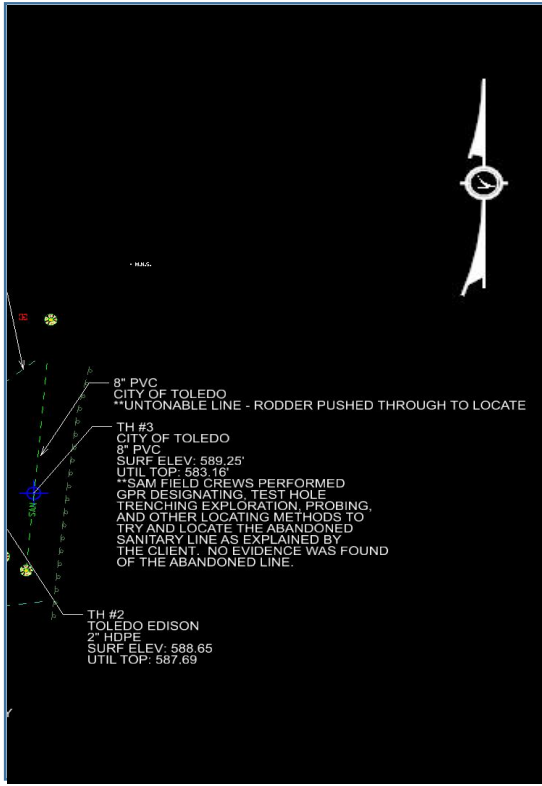 M.H.S.
E
8" PVC
CITY OF TOLEDO
**UNTONABLE LINE - RODDER PUSHED THROUGH TO LOCATE
TH #3
CITY OF TOLEDO
8" PVC
SURF ELEV: 589.25'
UTIL TOP: 583.16'
**SAM FIELD CREWS PERFORMED
GPR DESIGNATING, TEST HOLE
TRENCHING EXPLORATION, PROBING,
AND OTHER LOCATING METHODS TO
TRY AND LOCATE THE ABANDONED
SANITARY LINE AS EXPLAINED BY
THE CLIENT. NO EVIDENCE WAS FOUND
OF THE ABANDONED LINE.
SAN
TH #2
TOLEDO EDISON
2" HDPE
SURF ELEV: 588.65
UTIL TOP: 587.69
Y